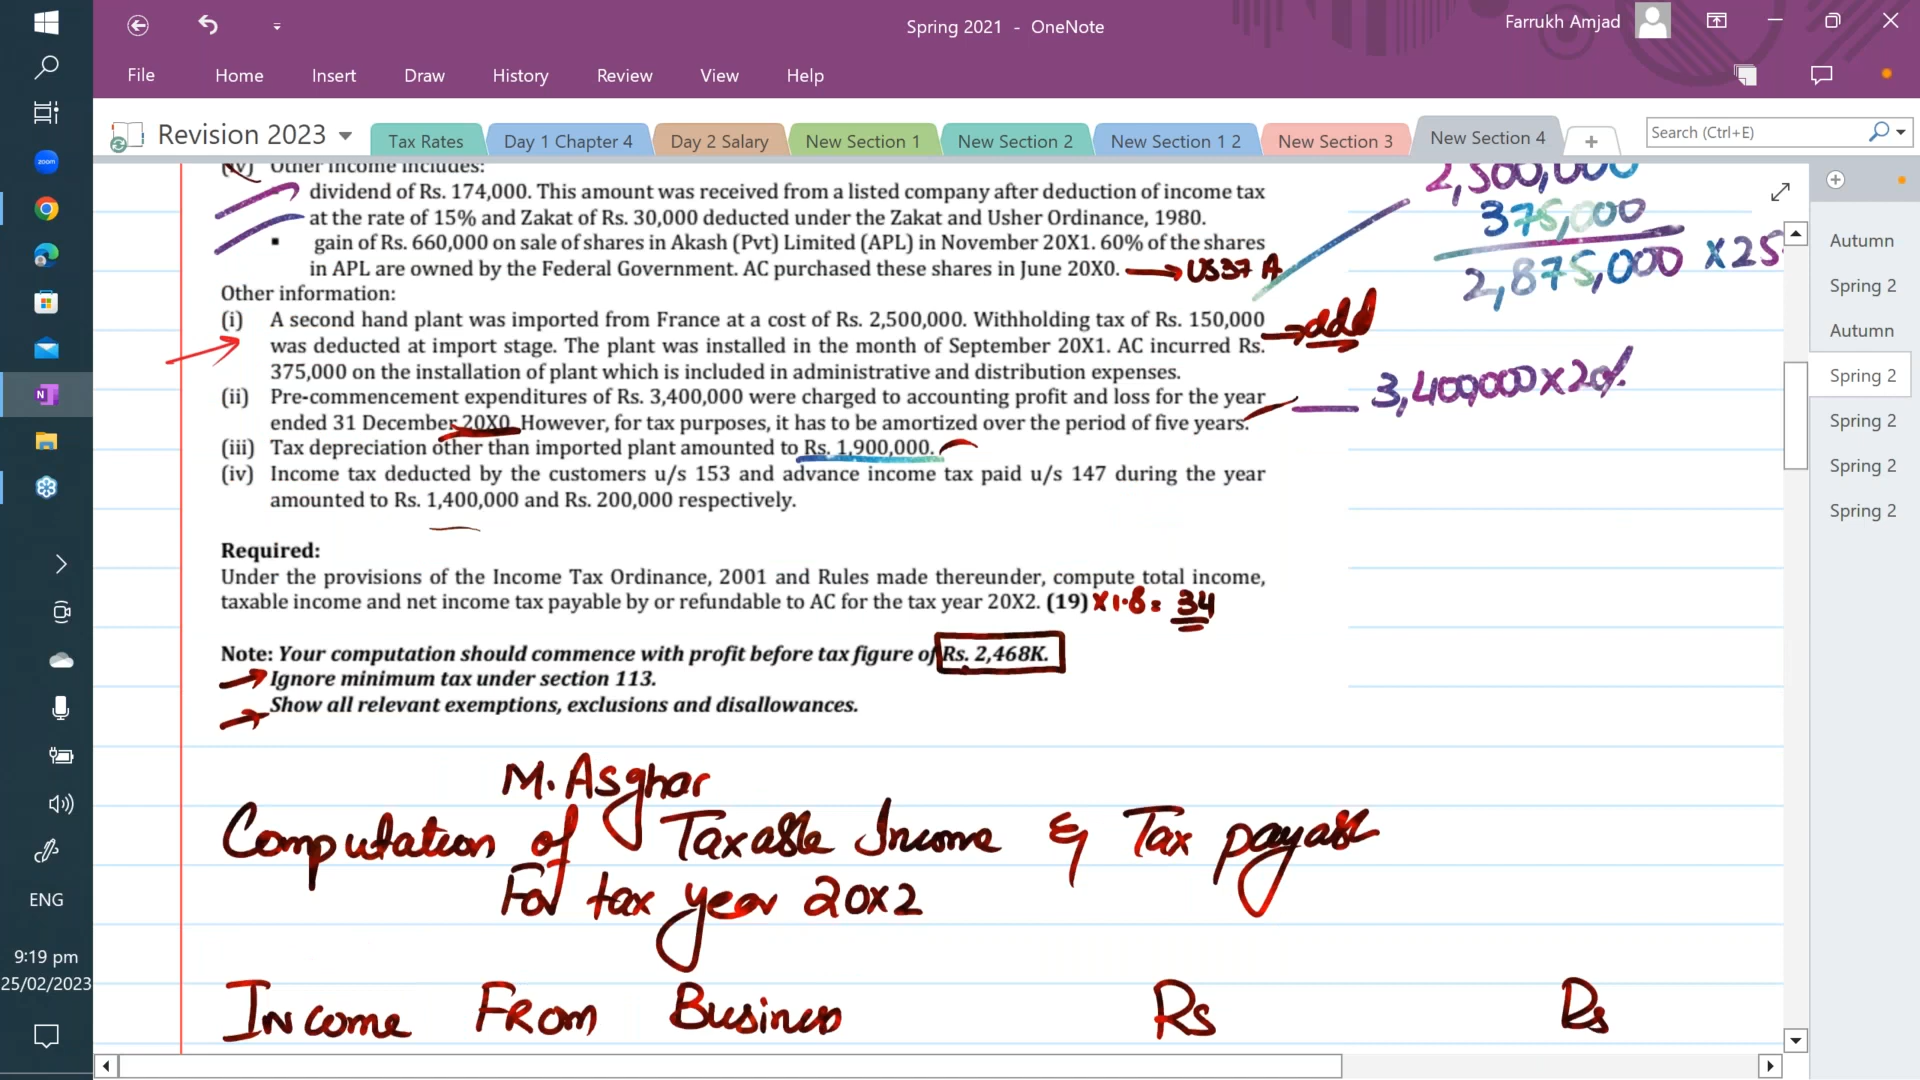 Spring 2021 - OneNote
Farrukh Amjad
File Home Insert Draw History Review View Help
Revision 2023
Tax Rates
Day 1 Chapter 4
Day 2 Salary
New Section 1
New Section 2
New Section 1 2
New Section 3
New Section 4
Search (Ctrl+E)
zoom
(iv) Other income includes:
dividend of Rs. 174,000. This amount was received from a listed company after deduction of income tax
at the rate of 15% and Zakat of Rs. 30,000 deducted under the Zakat and Usher Ordinance, 1980.
▪ gain of Rs. 660,000 on sale of shares in Akash (Pvt) Limited (APL) in November 20X1. 60% of the shares
in APL are owned by the Federal Government. AC purchased these shares in June 20X0. → US37 A
2,500,000
375,000
2,875,000 x25
Other information:
(i) A second hand plant was imported from France at a cost of Rs. 2,500,000. Withholding tax of Rs. 150,000 → add
was deducted at import stage. The plant was installed in the month of September 20X1. AC incurred Rs.
375,000 on the installation of plant which is included in administrative and distribution expenses.
(ii) Pre-commencement expenditures of Rs. 3,400,000 were charged to accounting profit and loss for the year
ended 31 December 20X0. However, for tax purposes, it has to be amortized over the period of five years.
3,400,000x20%
(iii) Tax depreciation other than imported plant amounted to Rs. 1,900,000.
(iv) Income tax deducted by the customers u/s 153 and advance income tax paid u/s 147 during the year
amounted to Rs. 1,400,000 and Rs. 200,000 respectively.
Required:
Under the provisions of the Income Tax Ordinance, 2001 and Rules made thereunder, compute total income,
taxable income and net income tax payable by or refundable to AC for the tax year 20X2. (19) x1.8 = 34
Note: Your computation should commence with profit before tax figure of Rs. 2,468K.
Ignore minimum tax under section 113.
Show all relevant exemptions, exclusions and disallowances.
M. Asghar
Computation of Taxable Income & Tax payable
For tax year 20X2
Income From Business Rs Rs
Autumn
Spring 2
Autumn
Spring 2
Spring 2
Spring 2
Spring 2
N
ENG
9:19 pm
25/02/2023